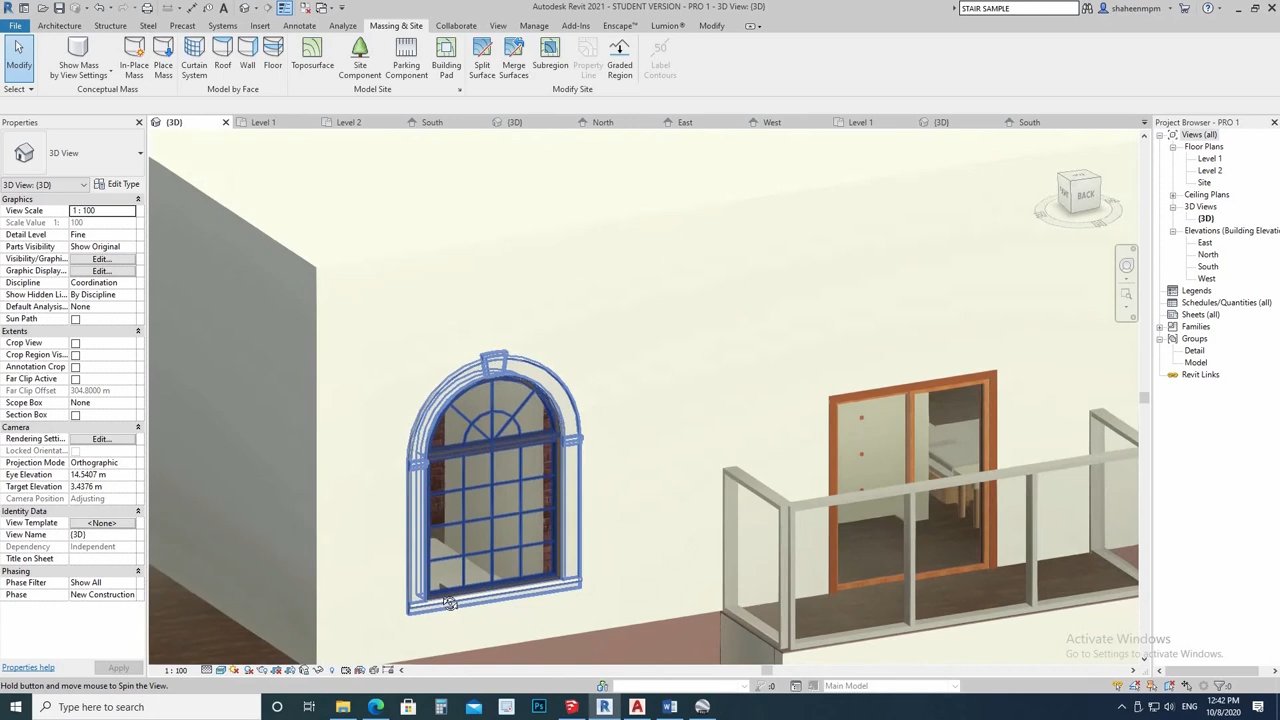 Autodesk Revit 2021 - STUDENT VERSION - PRO 1 - 3D View: {3D}
STAIR SAMPLE
shaheenmpm
File
Architecture
Structure
Steel
Precast
Systems
Insert
Annotate
Analyze
Massing & Site
Collaborate
View
Manage
Add-Ins
Enscape™
Lumion®
Modify
Modify
Show Mass
by View Settings
In-Place
Mass
Place
Mass
Curtain
System
Roof
Wall
Floor
Toposurface
Site
Component
Parking
Component
Building
Pad
Split
Surface
Merge
Surfaces
Subregion
Property
Line
Graded
Region
50
Label
Contours
Select
Conceptual Mass
Model by Face
Model Site
Modify Site
Properties
{3D}
Level 1
Level 2
South
{3D}
North
East
West
Level 1
{3D}
South
Project Browser - PRO 1
3D View
3D View: {3D}
Edit Type
Graphics
View Scale 1 : 100
Scale Value 1: 100
Detail Level Fine
Parts Visibility Show Original
Visibility/Graphi... Edit...
Graphic Display... Edit...
Discipline Coordination
Show Hidden Li... By Discipline
Default Analysis... None
Sun Path
Extents
Crop View
Crop Region Vis...
Annotation Crop
Far Clip Active
Far Clip Offset 304.8000 m
Scope Box None
Section Box
Camera
Rendering Setti... Edit...
Locked Orientat...
Projection Mode Orthographic
Eye Elevation 14.5407 m
Target Elevation 3.4376 m
Camera Position Adjusting
Identity Data
View Template <None>
View Name {3D}
Dependency Independent
Title on Sheet
Phasing
Phase Filter Show All
Phase New Construction
Properties help
Apply
Views (all)
Floor Plans
Level 1
Level 2
Site
Ceiling Plans
3D Views
{3D}
Elevations (Building Elevatio
East
North
South
West
Legends
Schedules/Quantities (all)
Sheets (all)
Families
Groups
Detail
Model
Revit Links
BACK
Activate Windows
Go to Settings to activate Windows.
1 : 100
Hold button and move mouse to Spin the View.
:0
Main Model
:0
Type here to search
12:42 PM
10/8/2020